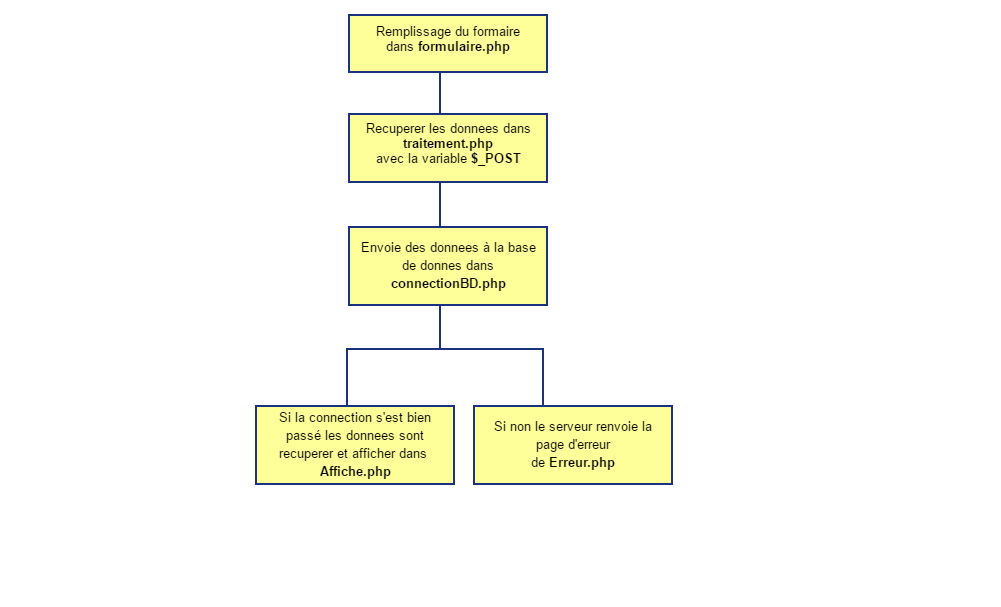 Remplissage du formaire
dans formulaire.php
Recuperer les donnees dans
traitement.php
avec la variable $_POST
Envoie des donnees à la base
de donnes dans
connectionBD.php
Si la connection s'est bien
passé les donnees sont
recuperer et afficher dans
Affiche.php
Si non le serveur renvoie la
page d'erreur
de Erreur.php